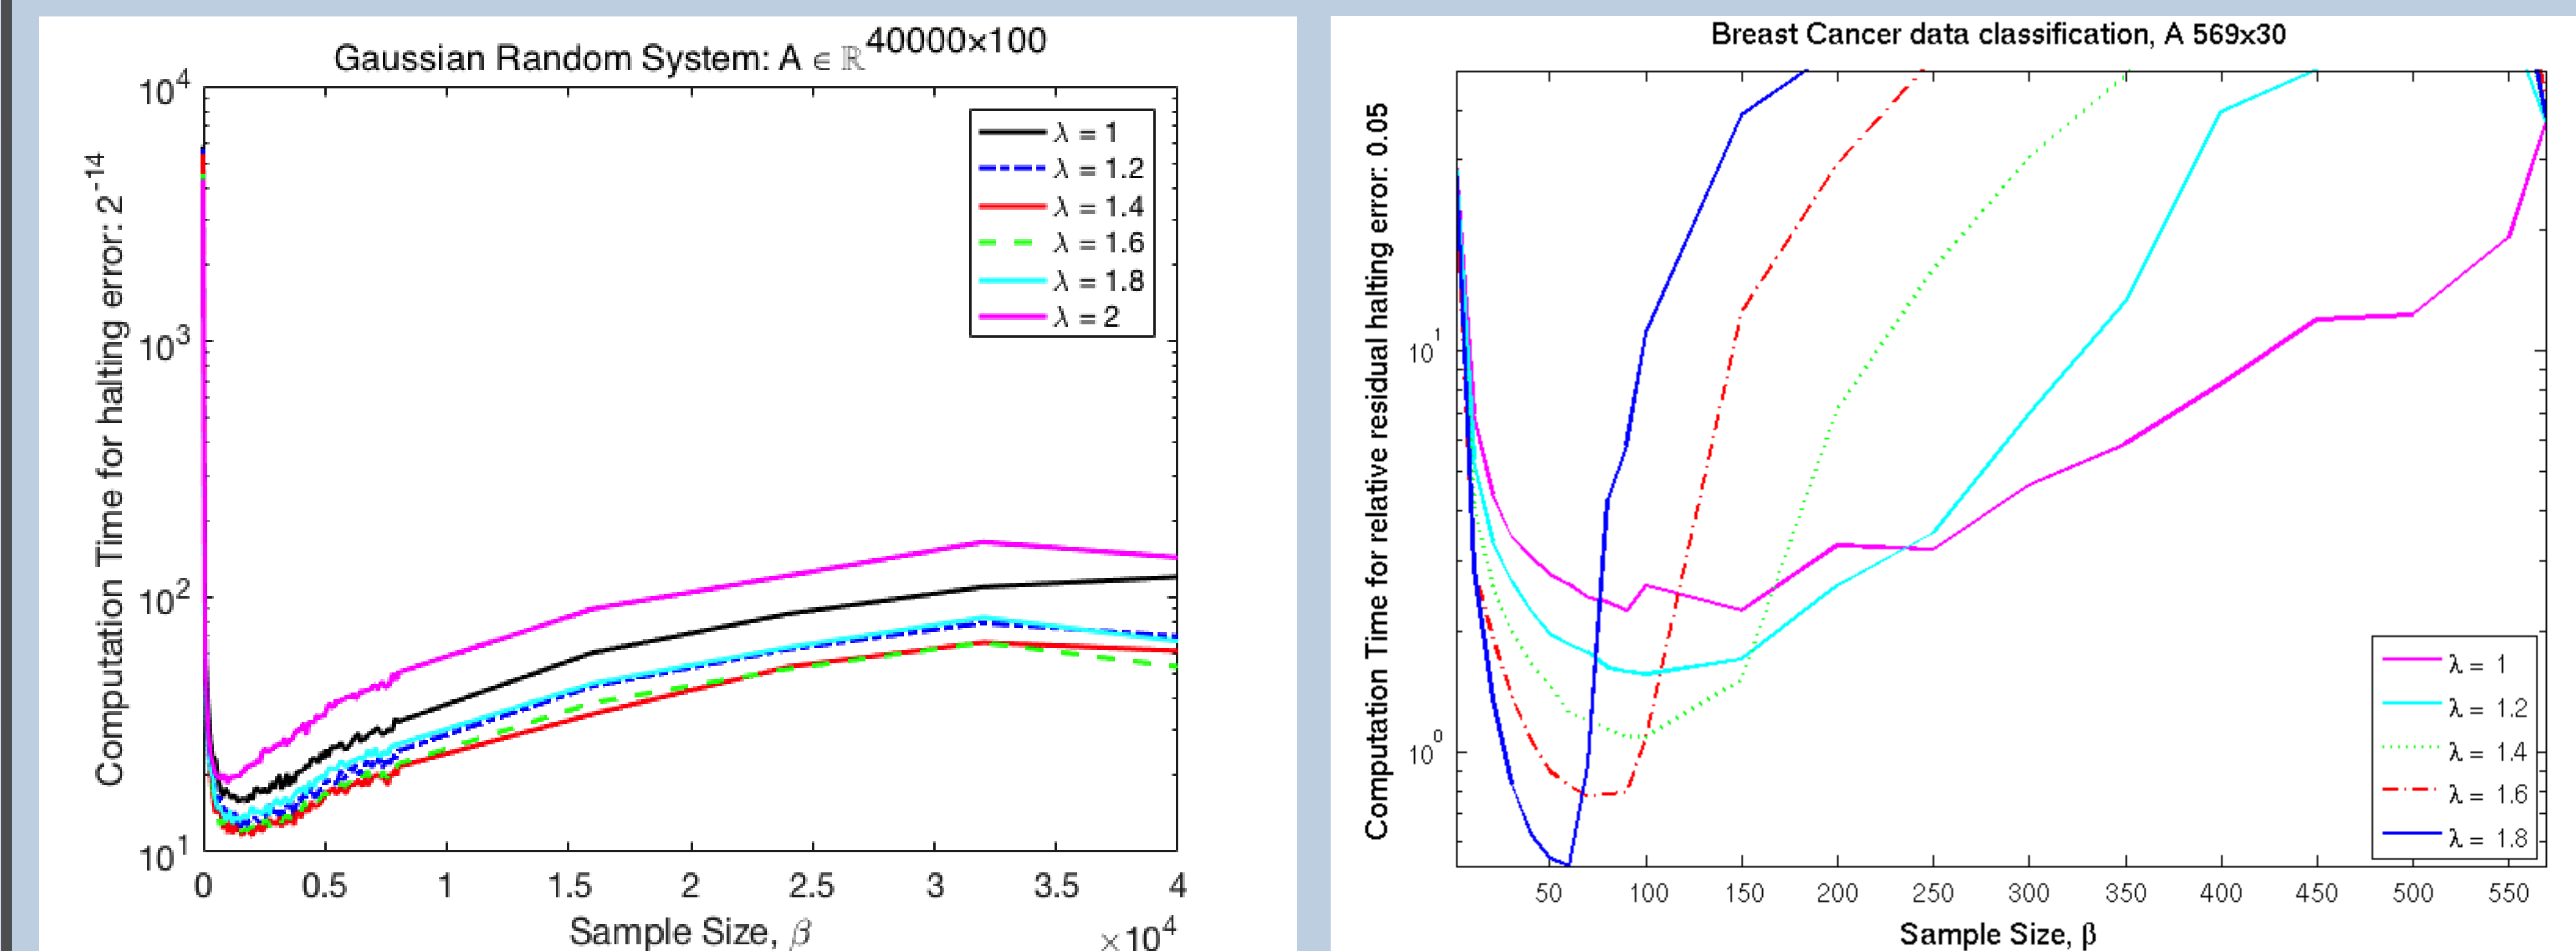 Gaussian Random System: A ∈ ℝ^40000×100
Computation Time for halting error: 2^-14
10^4
10^3
10^2
10^1
λ = 1
λ = 1.2
λ = 1.4
λ = 1.6
λ = 1.8
λ = 2
0 0.5 1 1.5 2 2.5 3 3.5 4
Sample Size, β
×10^4
Breast Cancer data classification, A 569x30
Computation Time for relative residual halting error: 0.05
10^1
10^0
λ = 1
λ = 1.2
λ = 1.4
λ = 1.6
λ = 1.8
50 100 150 200 250 300 350 400 450 500 550
Sample Size, β